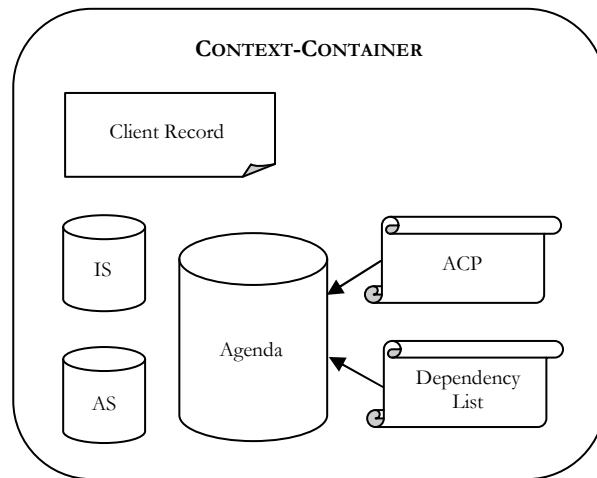 CONTEXT-CONTAINER
Client Record
IS
ACP
Agenda
AS
Dependency
List